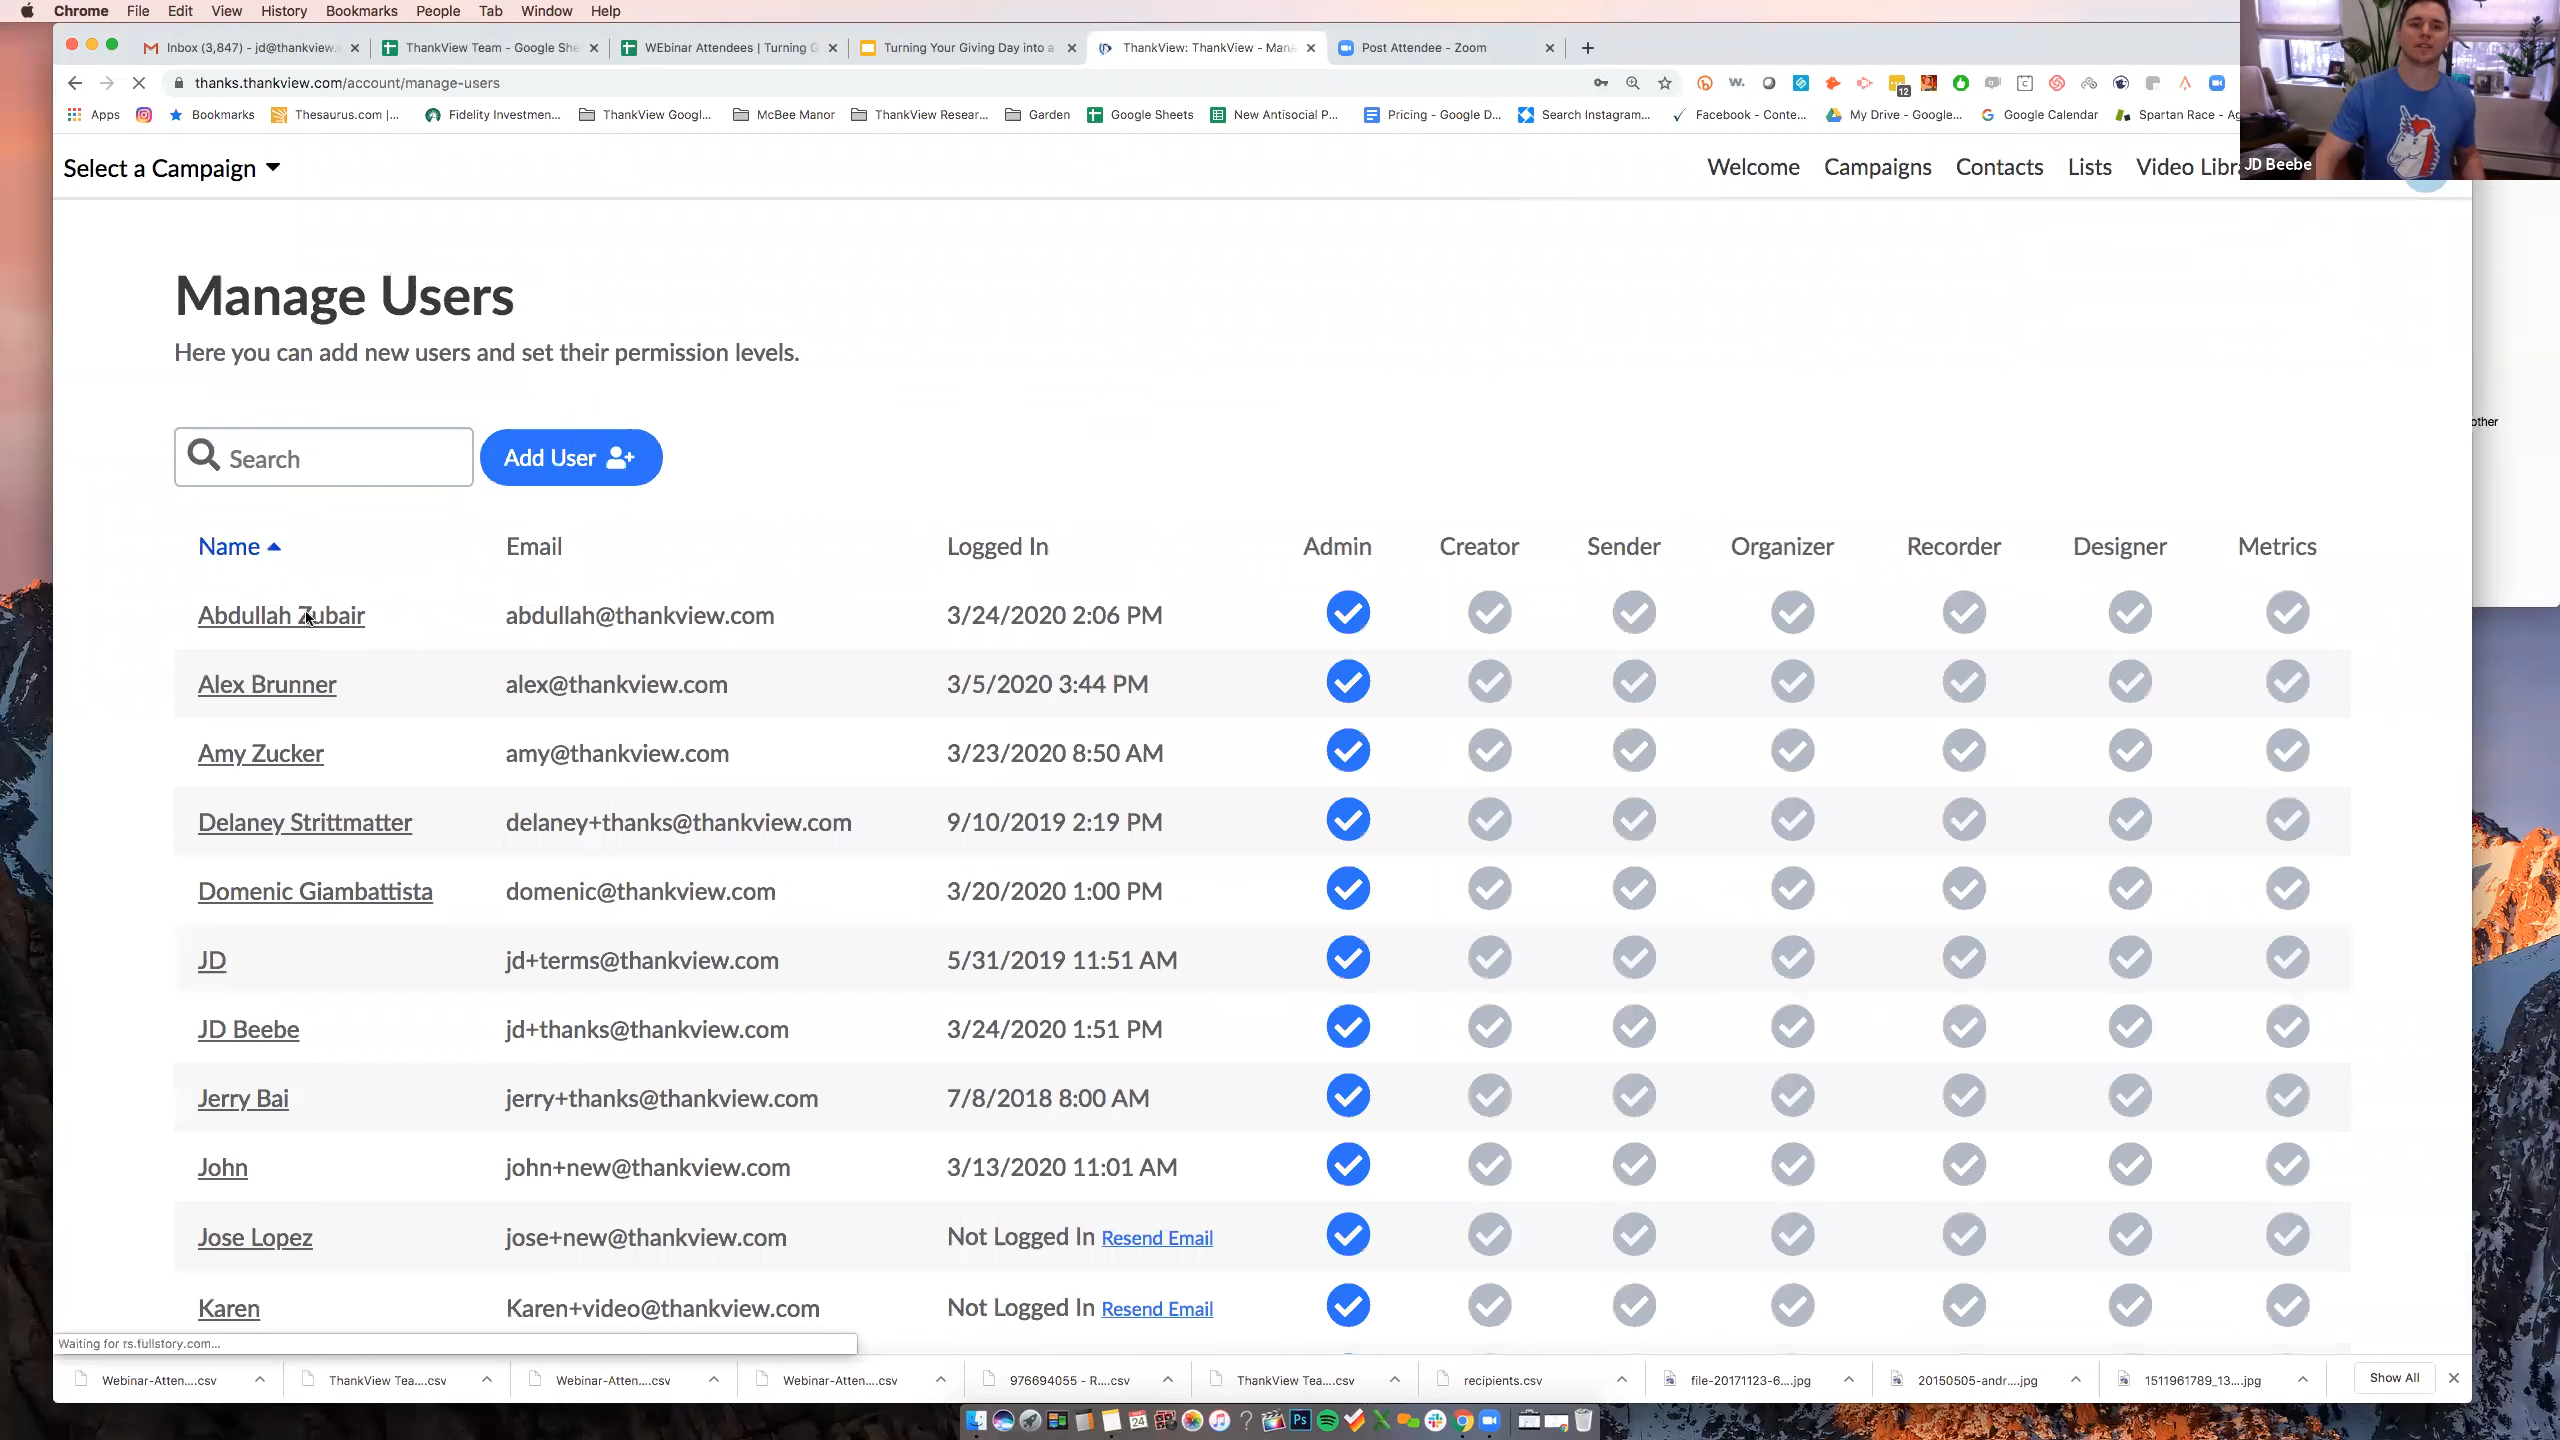 Chrome File Edit View History Bookmarks People Tab Window Help
Inbox (3,847) - jd@thankview. ThankView Team - Google She WEbinar Attendees | Turning G Turning Your Giving Day into a ThankView: ThankView - Man Post Attendee - Zoom
thanks.thankview.com/account/manage-users
12
Apps Bookmarks Thesaurus.com |... Fidelity Investmen... ThankView Googl... McBee Manor ThankView Resear... Garden Google Sheets New Antisocial P... Pricing - Google D... Search Instagram... Facebook - Conte... My Drive - Google... Google Calendar Spartan Race - Ag
JD Beebe
Select a Campaign Welcome Campaigns Contacts Lists Video Libr
Manage Users
Here you can add new users and set their permission levels.
other
Search Add User
Name Email Logged In Admin Creator Sender Organizer Recorder Designer Metrics
Abdullah Zubair abdullah@thankview.com 3/24/2020 2:06 PM
Alex Brunner alex@thankview.com 3/5/2020 3:44 PM
Amy Zucker amy@thankview.com 3/23/2020 8:50 AM
Delaney Strittmatter delaney+thanks@thankview.com 9/10/2019 2:19 PM
Domenic Giambattista domenic@thankview.com 3/20/2020 1:00 PM
JD jd+terms@thankview.com 5/31/2019 11:51 AM
JD Beebe jd+thanks@thankview.com 3/24/2020 1:51 PM
Jerry Bai jerry+thanks@thankview.com 7/8/2018 8:00 AM
John john+new@thankview.com 3/13/2020 11:01 AM
Jose Lopez jose+new@thankview.com Not Logged In Resend Email
Karen Karen+video@thankview.com Not Logged In Resend Email
Waiting for rs.fullstory.com...
Webinar-Atten....csv ThankView Tea....csv Webinar-Atten....csv Webinar-Atten....csv 976694055 - R....csv ThankView Tea....csv recipients.csv file-20171123-6....jpg 20150505-andr....jpg 1511961789_13....jpg Show All
24 Ps